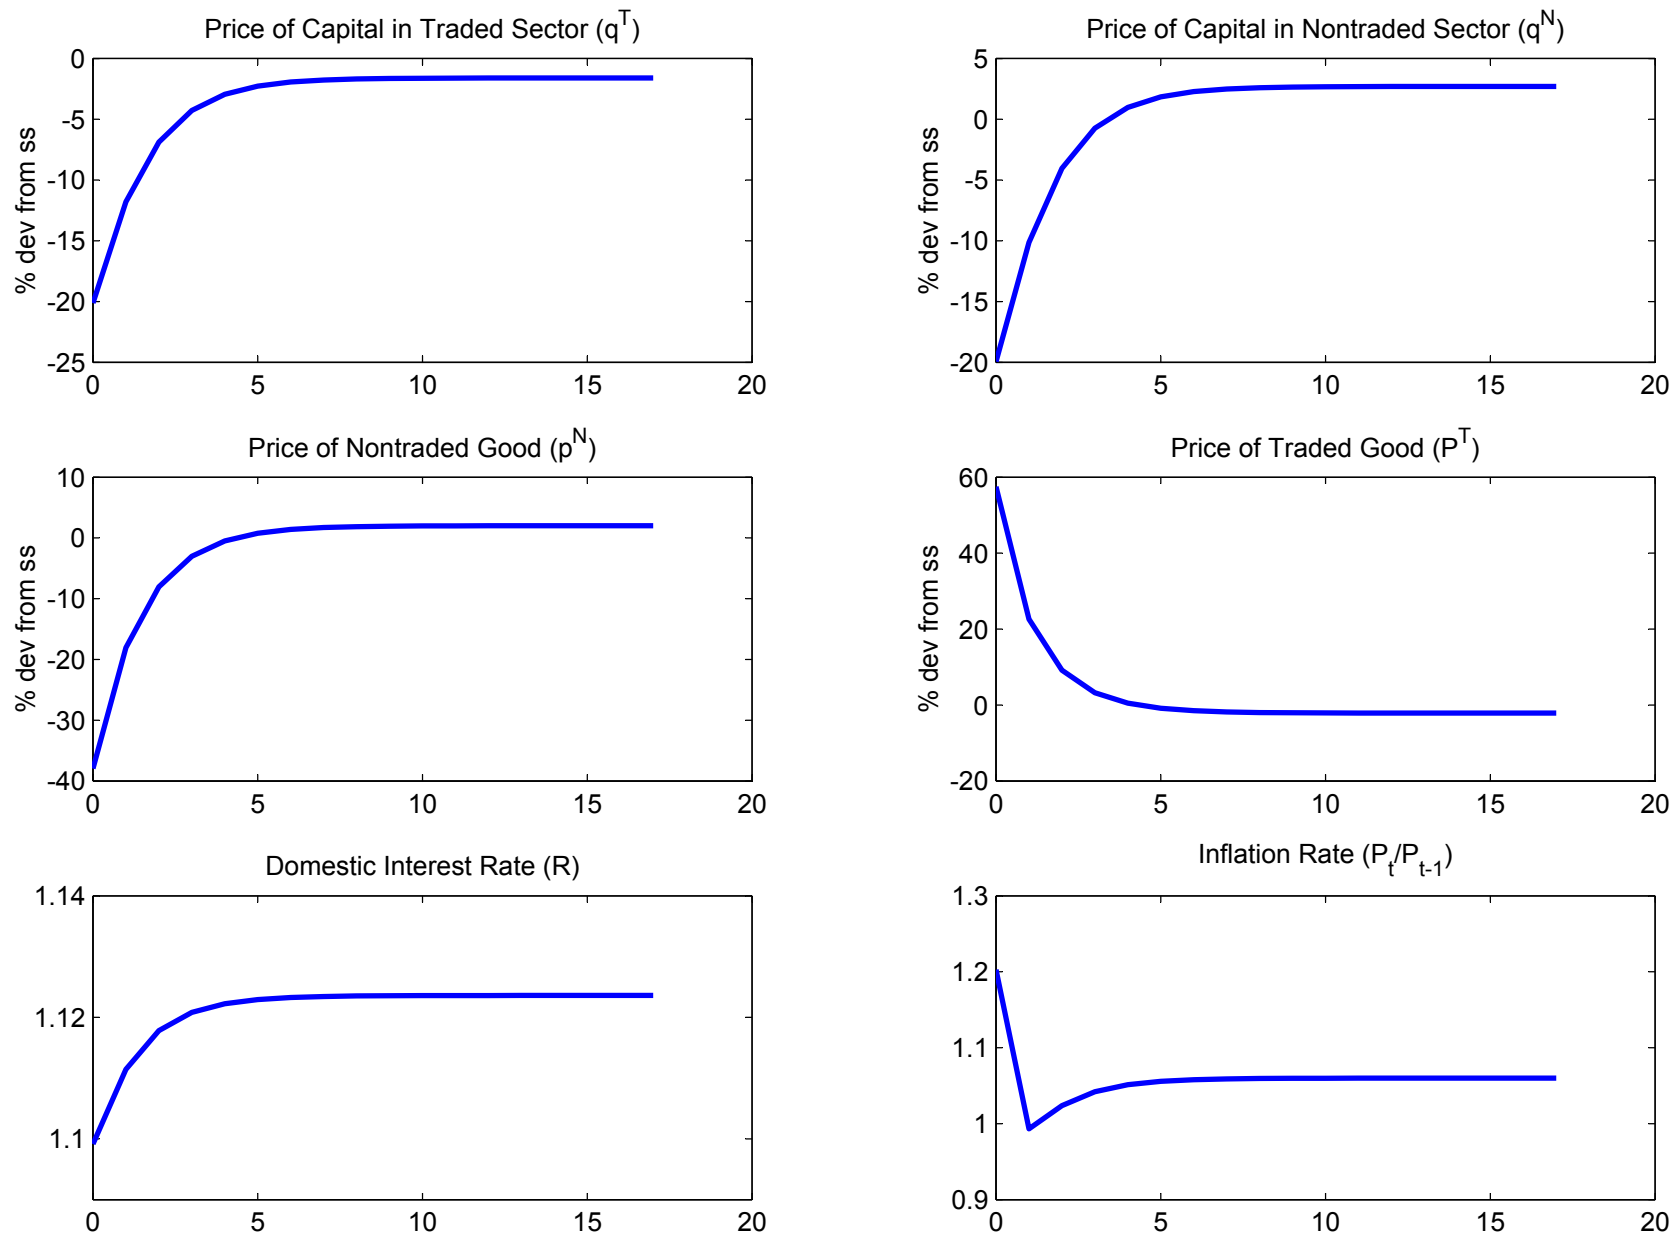 Price of Capital in Traded Sector (q^T)
% dev from ss
0
-5
-10
-15
-20
-25
0 5 10 15 20
Price of Capital in Nontraded Sector (q^N)
% dev from ss
5
0
-5
-10
-15
-20
0 5 10 15 20
Price of Nontraded Good (p^N)
% dev from ss
10
0
-10
-20
-30
-40
0 5 10 15 20
Price of Traded Good (P^T)
% dev from ss
60
40
20
0
-20
0 5 10 15 20
Domestic Interest Rate (R)
1.14
1.12
1.1
0 5 10 15 20
Inflation Rate (P_t/P_t-1)
1.3
1.2
1.1
1
0.9
0 5 10 15 20